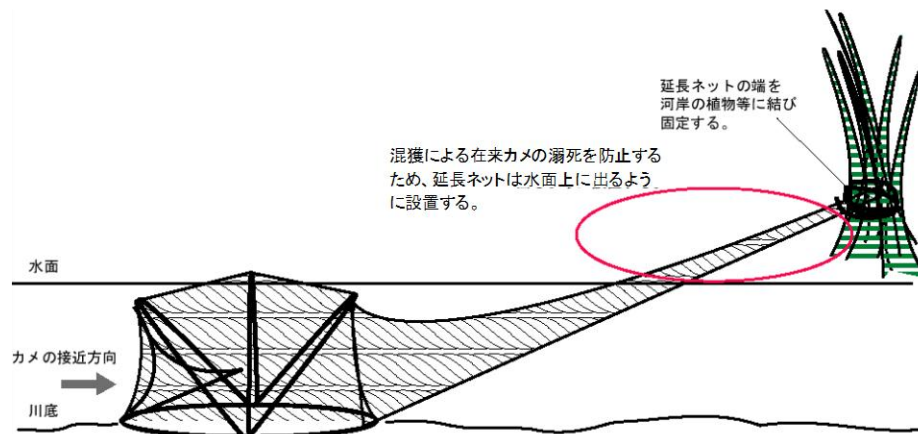 延長ネットの端を
河岸の植物等に結び
固定する。
混獲による在来カメの溺死を防止する
ため、延長ネットは水面上に出るよう
に設置する。
水面
カメの接近方向
川底